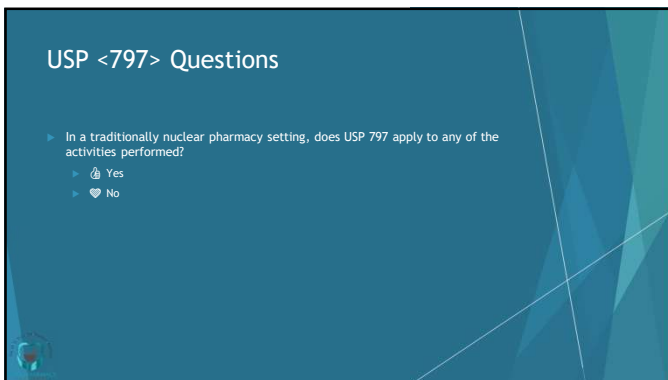 USP <797> Questions
In a traditionally nuclear pharmacy setting, does USP 797 apply to any of the
activities performed?
👍 Yes
♥ No